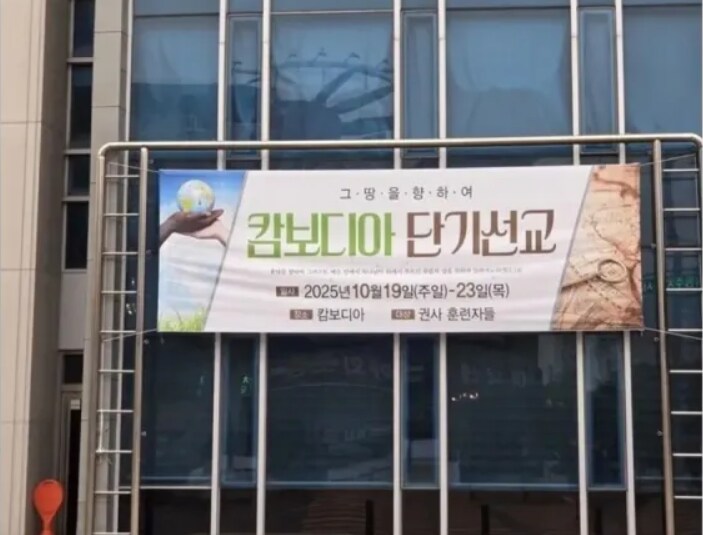 그·땅·을·향·하·여
캄보디아 단기선교
일시 2025년10월19일(주일)-23일(목)
장소 캄보디아 대상 권사 훈련자들